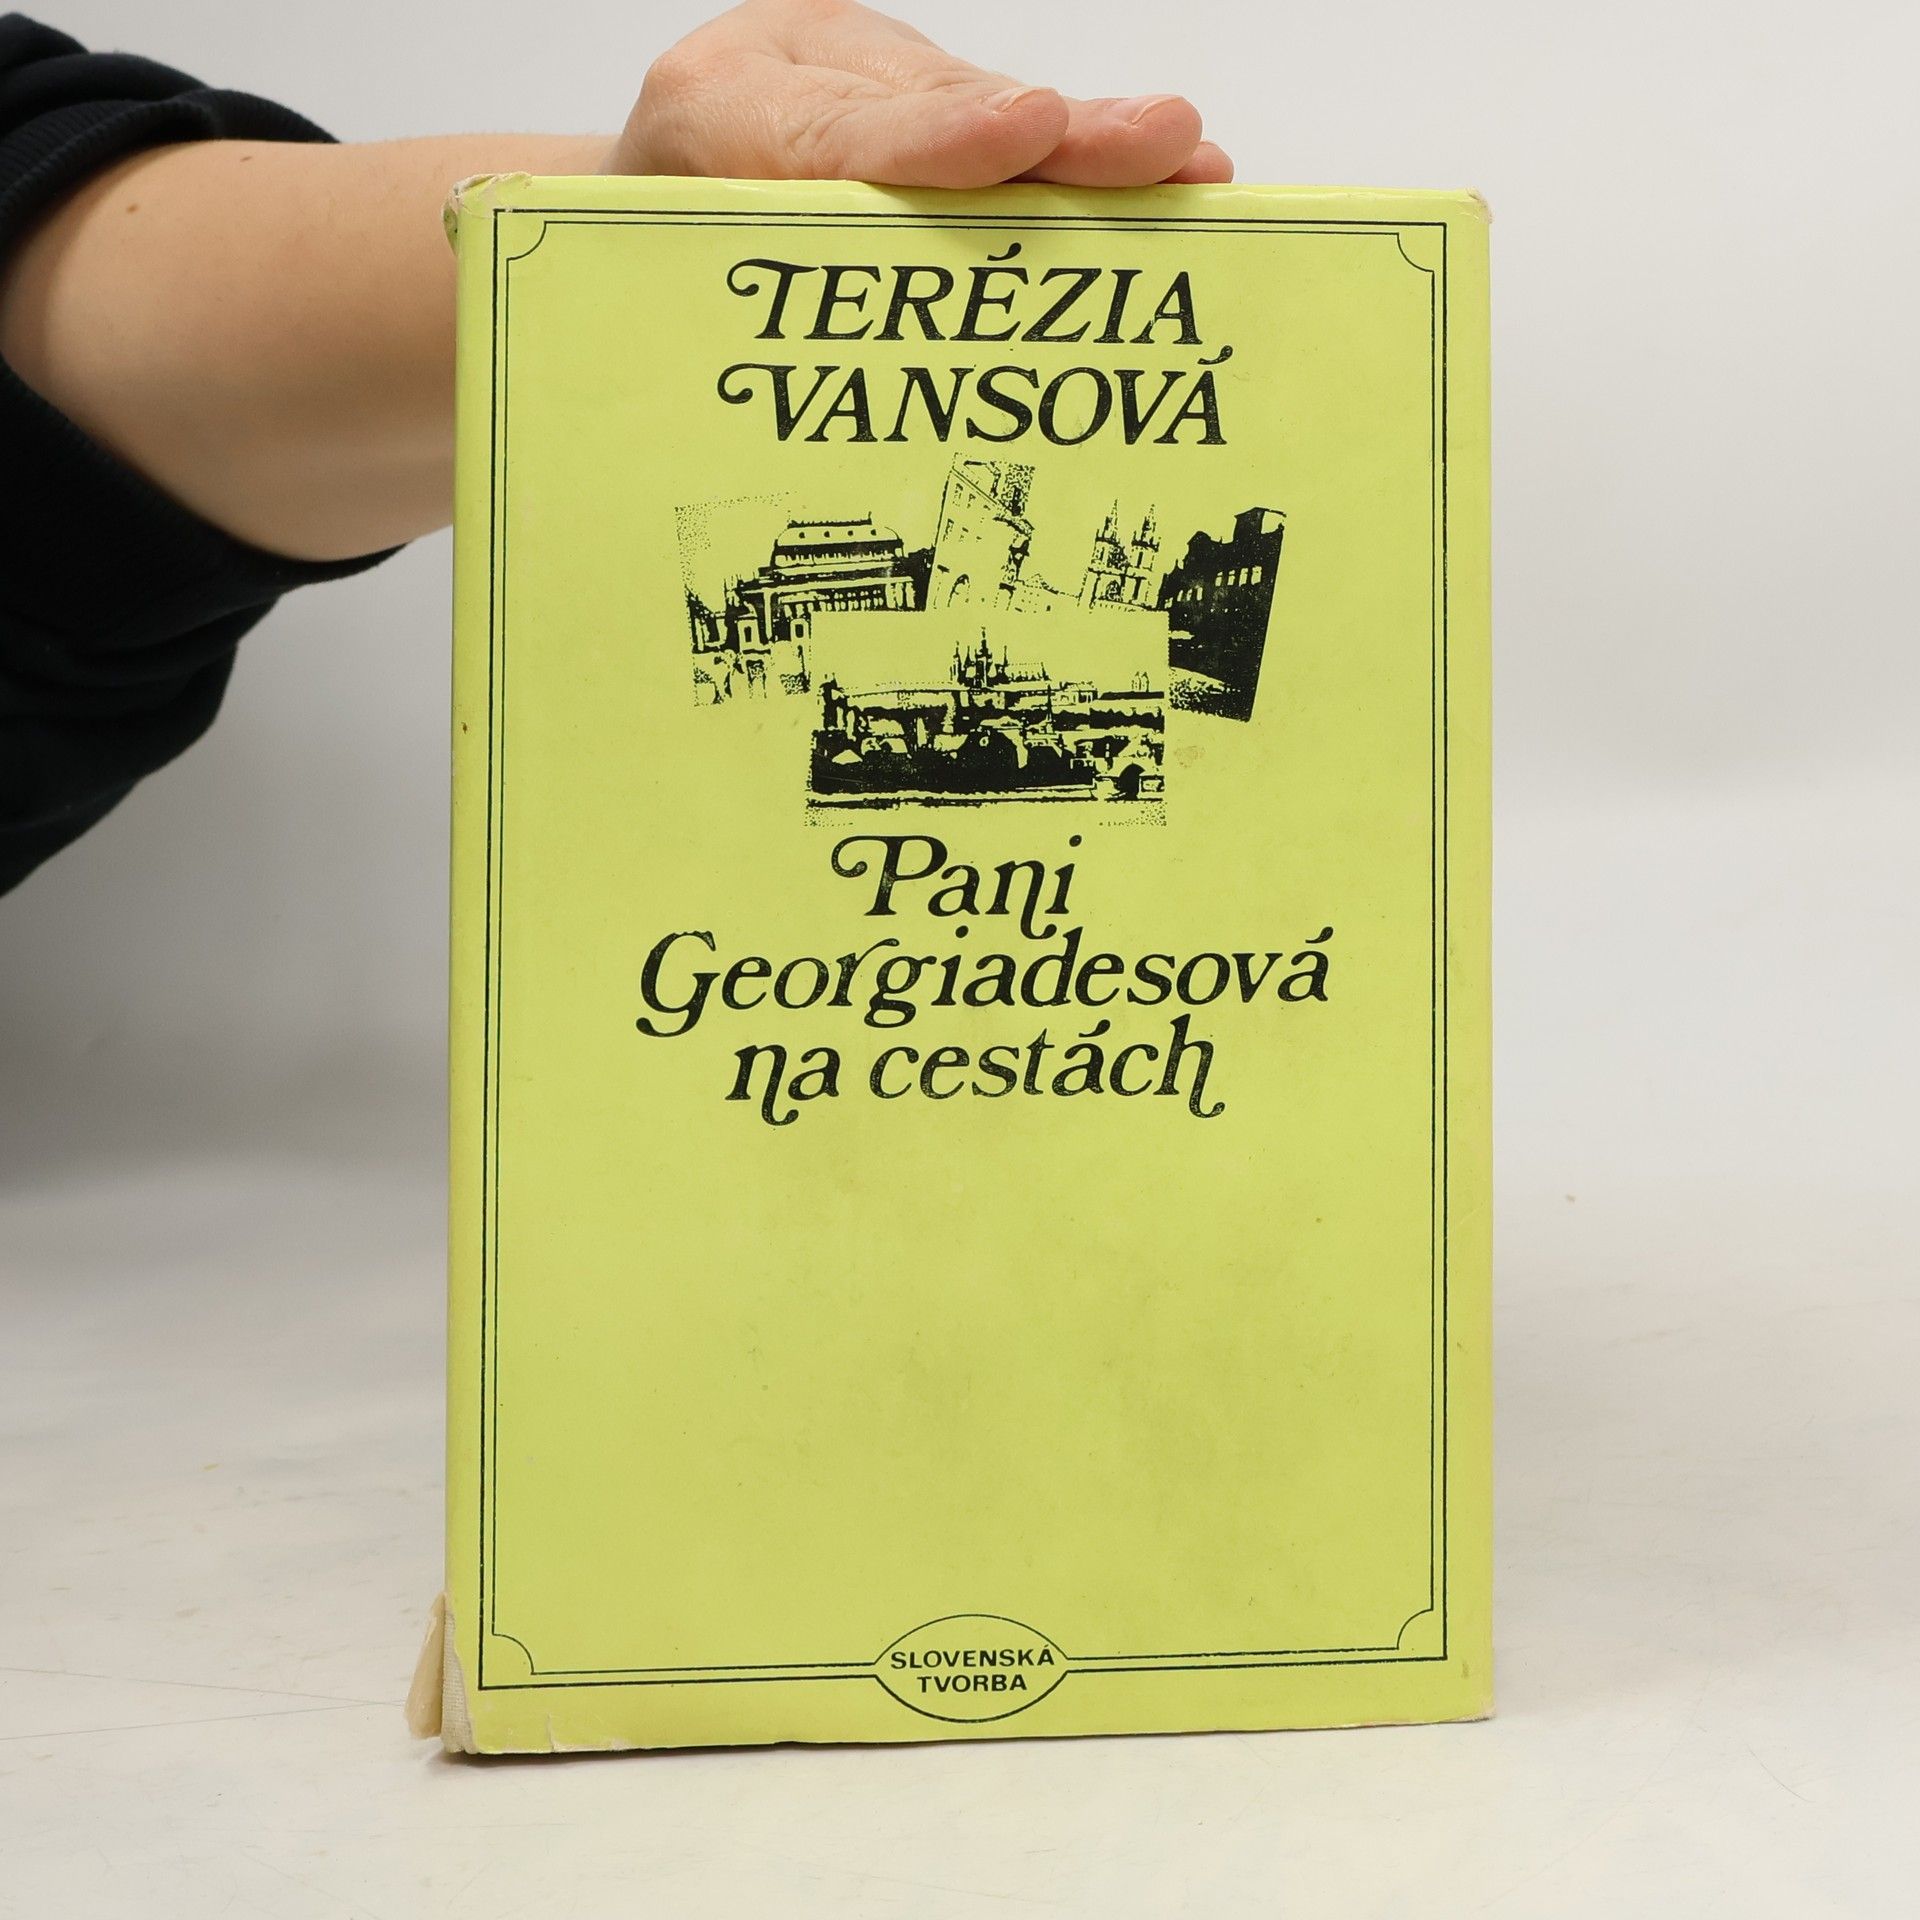 TERÉZIA
VANSOVÁ
Pani
Georgiadesová
na cestách
SLOVENSKÁ
TVORBA